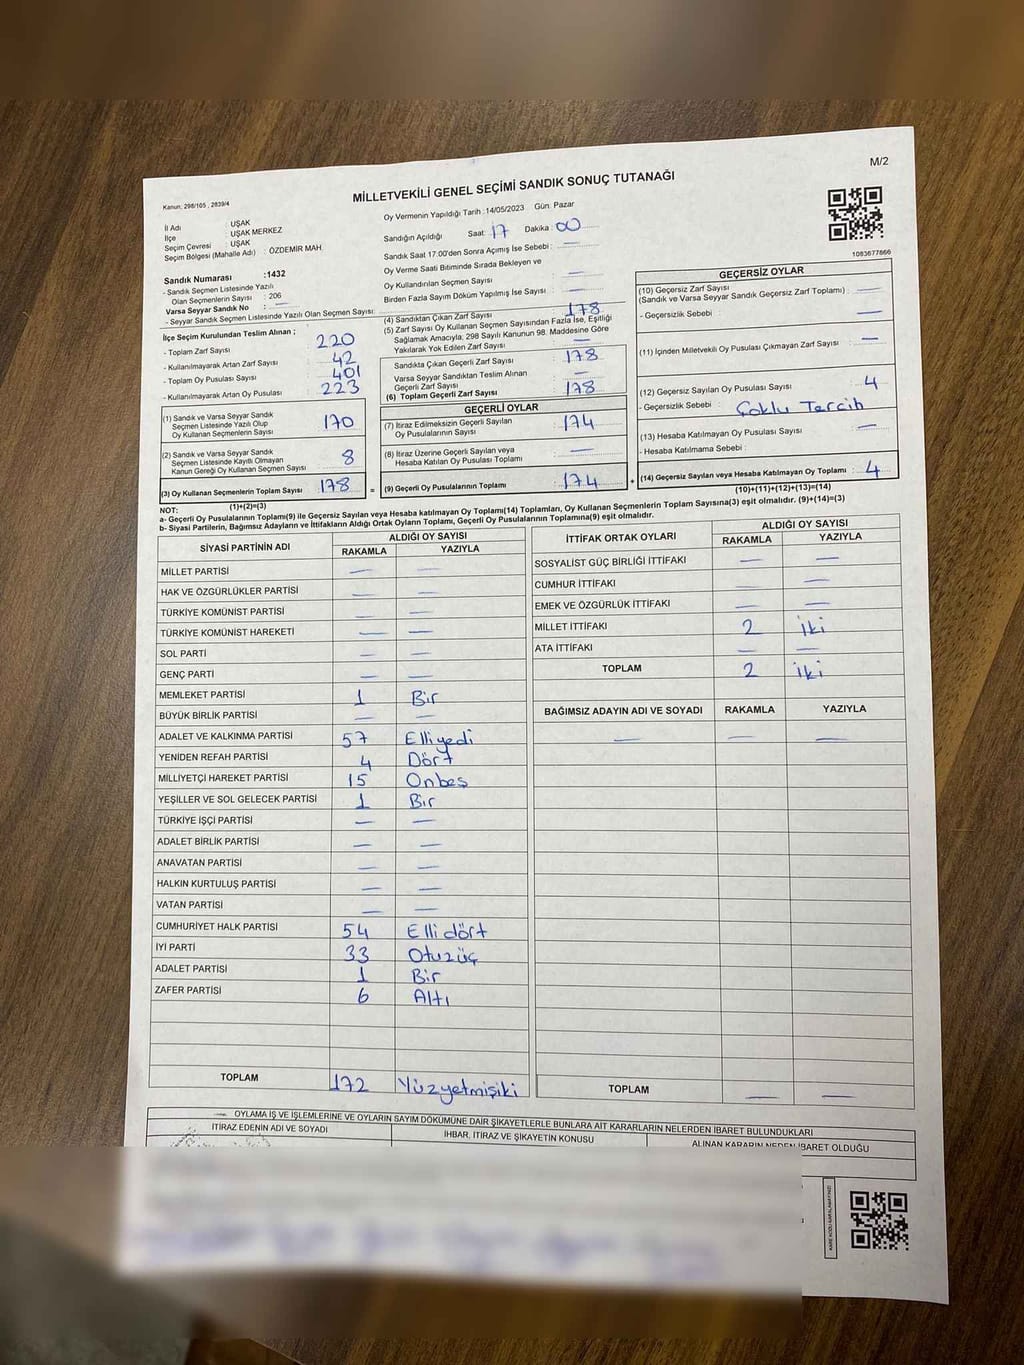 M/2
MİLLETVEKİLİ GENEL SEÇİMİ SANDIK SONUÇ TUTANAĞI
Kanun; 298/105 , 2839/4
İl Adı : UŞAK
İlçe : UŞAK MERKEZ
Seçim Çevresi : UŞAK
Seçim Bölgesi (Mahalle Adı) : ÖZDEMİR MAH.
Sandık Numarası :1432
- Sandık Seçmen Listesinde Yazılı
Olan Seçmenlerin Sayısı : 206
Varsa Seyyar Sandık No : —
- Seyyar Sandık Seçmen Listesinde Yazılı Olan Seçmen Sayısı:
Oy Vermenin Yapıldığı Tarih :14/05/2023 Gün: Pazar
Sandığın Açıldığı Saat: 17 Dakika : 00
Sandık Saat 17:00'den Sonra Açımış İse Sebebi : —
Oy Verme Saati Bitiminde Sırada Bekleyen ve
Oy Kullandırılan Seçmen Sayısı : —
Birden Fazla Sayım Döküm Yapılmış İse Sayısı : —
1083677866
İlçe Seçim Kurulundan Teslim Alınan ;
- Toplam Zarf Sayısı : 220
- Kullanılmayarak Artan Zarf Sayısı : 42
- Toplam Oy Pusulası Sayısı : 401
- Kullanılmayarak Artan Oy Pusulası : 223
(1) Sandık ve Varsa Seyyar Sandık
Seçmen Listesinde Yazılı Olup
Oy Kullanan Seçmenlerin Sayısı : 170
(2) Sandık ve Varsa Seyyar Sandık
Seçmen Listesinde Kayıtlı Olmayan
Kanun Gereği Oy Kullanan Seçmen Sayısı : 8
(3) Oy Kullanan Seçmenlerin Toplam Sayısı : 178
(1)+(2)=(3)
(4) Sandıktan Çıkan Zarf Sayısı : 178
(5) Zarf Sayısı Oy Kullanan Seçmen Sayısından Fazla İse, Eşitliği
Sağlamak Amacıyla; 298 Sayılı Kanunun 98. Maddesine Göre
Yakılarak Yok Edilen Zarf Sayısı : —
Sandıkta Çıkan Geçerli Zarf Sayısı : 178
Varsa Seyyar Sandıktan Teslim Alınan
Geçerli Zarf Sayısı : —
(6) Toplam Geçerli Zarf Sayısı : 178
GEÇERLİ OYLAR
(7) İtiraz Edilmeksizin Geçerli Sayılan
Oy Pusulalarının Sayısı : 174
(8) İtiraz Üzerine Geçerli Sayılan veya
Hesaba Katılan Oy Pusulası Toplamı : —
= (9) Geçerli Oy Pusulalarının Toplamı : 174 +
GEÇERSİZ OYLAR
(10) Geçersiz Zarf Sayısı
(Sandık ve Varsa Seyyar Sandık Geçersiz Zarf Toplamı) : —
- Geçersizlik Sebebi : —
(11) İçinden Milletvekili Oy Pusulası Çıkmayan Zarf Sayısı : —
(12) Geçersiz Sayılan Oy Pusulası Sayısı : 4
- Geçersizlik Sebebi : Çoklu Tercih
(13) Hesaba Katılmayan Oy Pusulası Sayısı : —
- Hesaba Katılmama Sebebi :
(14) Geçersiz Sayılan veya Hesaba Katılmayan Oy Toplamı : 4
(10)+(11)+(12)+(13)=(14)
NOT:
a- Geçerli Oy Pusulalarının Toplamı(9) ile Geçersiz Sayılan veya Hesaba katılmayan Oy Toplamı(14) Toplamları, Oy Kullanan Seçmenlerin Toplam Sayısına(3) eşit olmalıdır. (9)+(14)=(3)
b- Siyasi Partilerin, Bağımsız Adayların ve İttifakların Aldığı Ortak Oyların Toplamı, Geçerli Oy Pusulalarının Toplamına(9) eşit olmalıdır.
SİYASİ PARTİNİN ADI ALDIĞI OY SAYISI
RAKAMLA YAZIYLA
MİLLET PARTİSİ — —
HAK VE ÖZGÜRLÜKLER PARTİSİ — —
TÜRKİYE KOMÜNİST PARTİSİ — —
TÜRKİYE KOMÜNİST HAREKETİ — —
SOL PARTİ — —
GENÇ PARTİ — —
MEMLEKET PARTİSİ 1 Bir
BÜYÜK BİRLİK PARTİSİ — —
ADALET VE KALKINMA PARTİSİ 57 Elliyedi
YENİDEN REFAH PARTİSİ 4 Dört
MİLLİYETÇİ HAREKET PARTİSİ 15 Onbeş
YEŞİLLER VE SOL GELECEK PARTİSİ 1 Bir
TÜRKİYE İŞÇİ PARTİSİ — —
ADALET BİRLİK PARTİSİ — —
ANAVATAN PARTİSİ — —
HALKIN KURTULUŞ PARTİSİ — —
VATAN PARTİSİ — —
CUMHURİYET HALK PARTİSİ 54 Elli dört
İYİ PARTİ 33 Otuzüç
ADALET PARTİSİ 1 Bir
ZAFER PARTİSİ 6 Altı
TOPLAM 172 Yüzyetmişiki
İTTİFAK ORTAK OYLARI ALDIĞI OY SAYISI
RAKAMLA YAZIYLA
SOSYALİST GÜÇ BİRLİĞİ İTTİFAKI — —
CUMHUR İTTİFAKI — —
EMEK VE ÖZGÜRLÜK İTTİFAKI — —
MİLLET İTTİFAKI 2 İki
ATA İTTİFAKI — —
TOPLAM 2 İki
BAĞIMSIZ ADAYIN ADI VE SOYADI RAKAMLA YAZIYLA
— — —
TOPLAM — —
OYLAMA İŞ VE İŞLEMLERİNE VE OYLARIN SAYIM DÖKÜMÜNE DAİR ŞİKAYETLERLE BUNLARA AİT KARARLARIN NELERDEN İBARET BULUNDUKLARI
İTİRAZ EDENİN ADI VE SOYADI İHBAR, İTİRAZ VE ŞİKAYETİN KONUSU ALINAN KARARIN NEDEN İBARET OLDUĞU